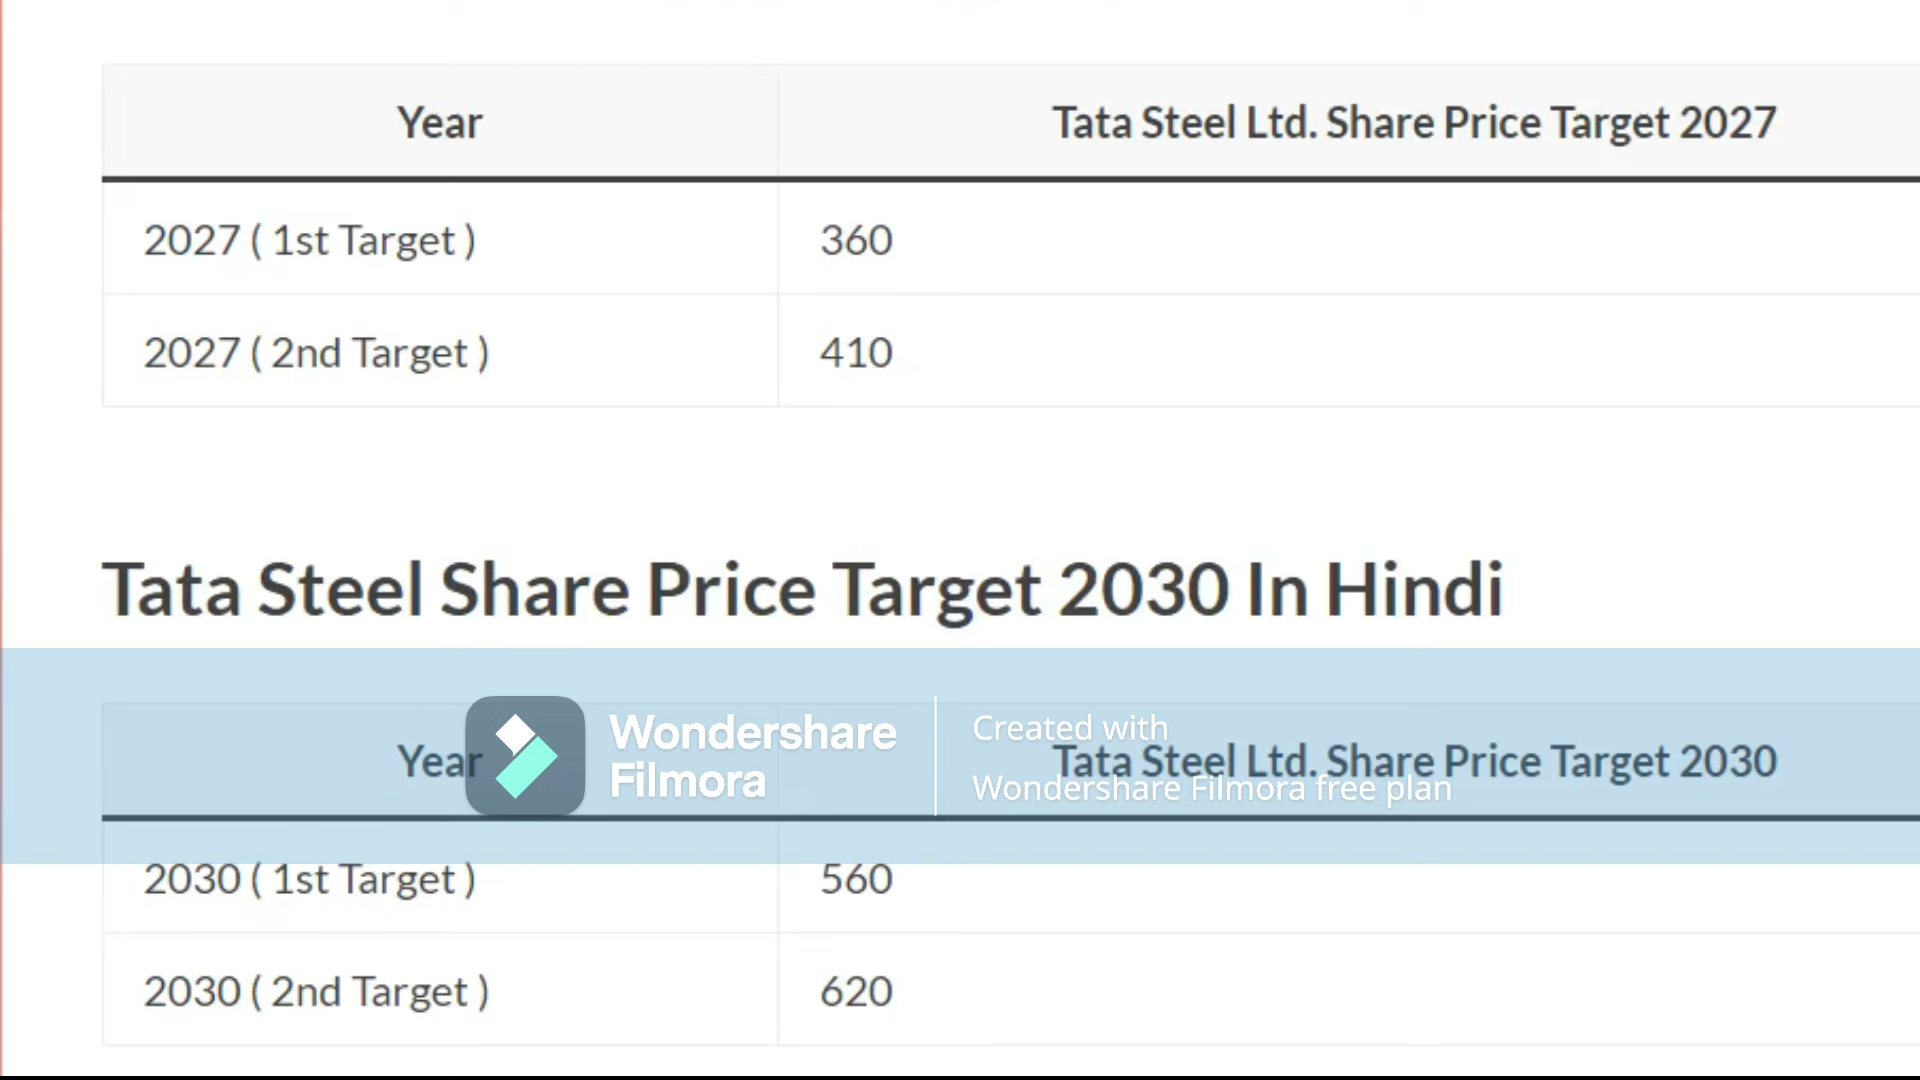 Year Tata Steel Ltd. Share Price Target 2027
2027 ( 1st Target ) 360
2027 ( 2nd Target ) 410
Tata Steel Share Price Target 2030 In Hindi
Year Tata Steel Ltd. Share Price Target 2030
Wondershare
Filmora
Created with
Wondershare Filmora free plan
2030 ( 1st Target ) 560
2030 ( 2nd Target ) 620